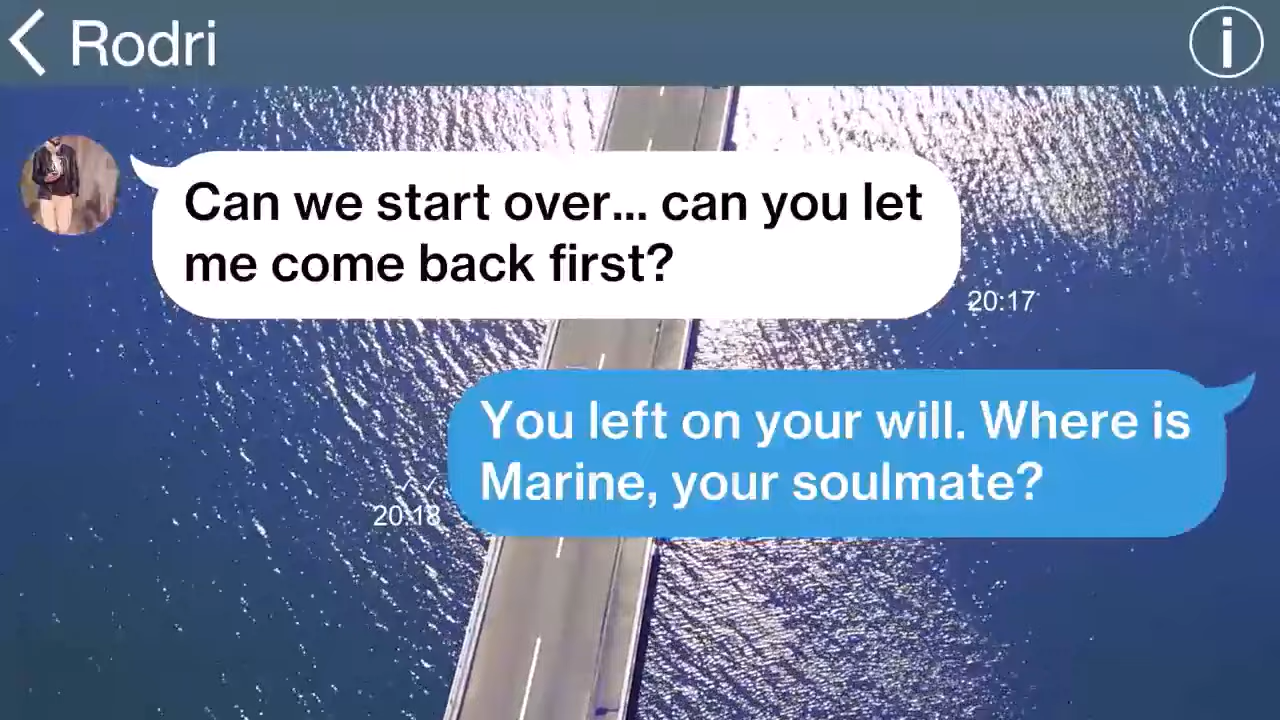 Rodri
i
Can we start over... can you let
me come back first?
20:17
You left on your will. Where is
Marine, your soulmate?
20:18